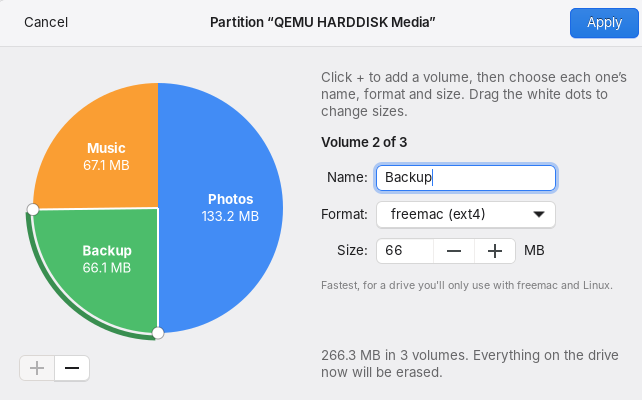 Cancel
Partition “QEMU HARDDISK Media”
Apply
Click + to add a volume, then choose each one’s
name, format and size. Drag the white dots to
change sizes.
Volume 2 of 3
Name: Backup
Format: freemac (ext4)
Size: 66 MB
Fastest, for a drive you’ll only use with freemac and Linux.
266.3 MB in 3 volumes. Everything on the drive
now will be erased.
Music
67.1 MB
Photos
133.2 MB
Backup
66.1 MB